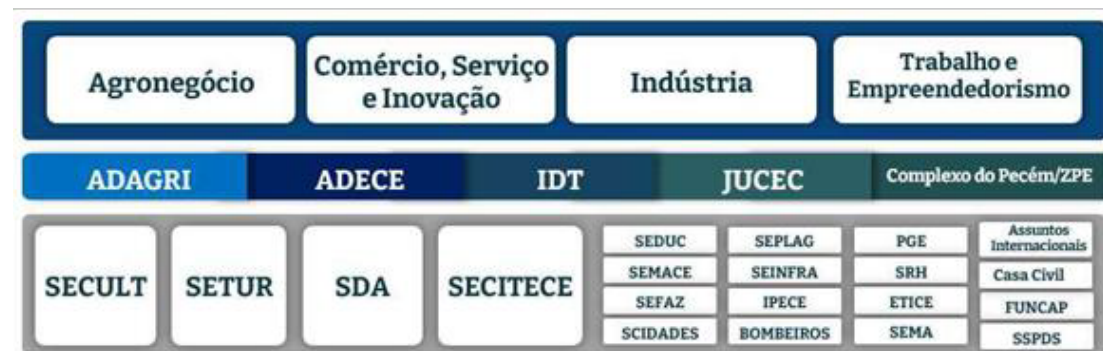 Agronegócio
Comércio, Serviço
e Inovação
Indústria
Trabalho e
Empreendedorismo
ADAGRI
ADECE
IDT
JUCEC
Complexo do Pecém/ZPE
SECULT
SETUR
SDA
SECITECE
SEDUC
SEPLAG
PGE
Assuntos
Internacionais
SEMACE
SEINFRA
SRH
Casa Civil
SEFAZ
IPECE
ETICE
FUNCAP
SCIDADES
BOMBEIROS
SEMA
SSPDS